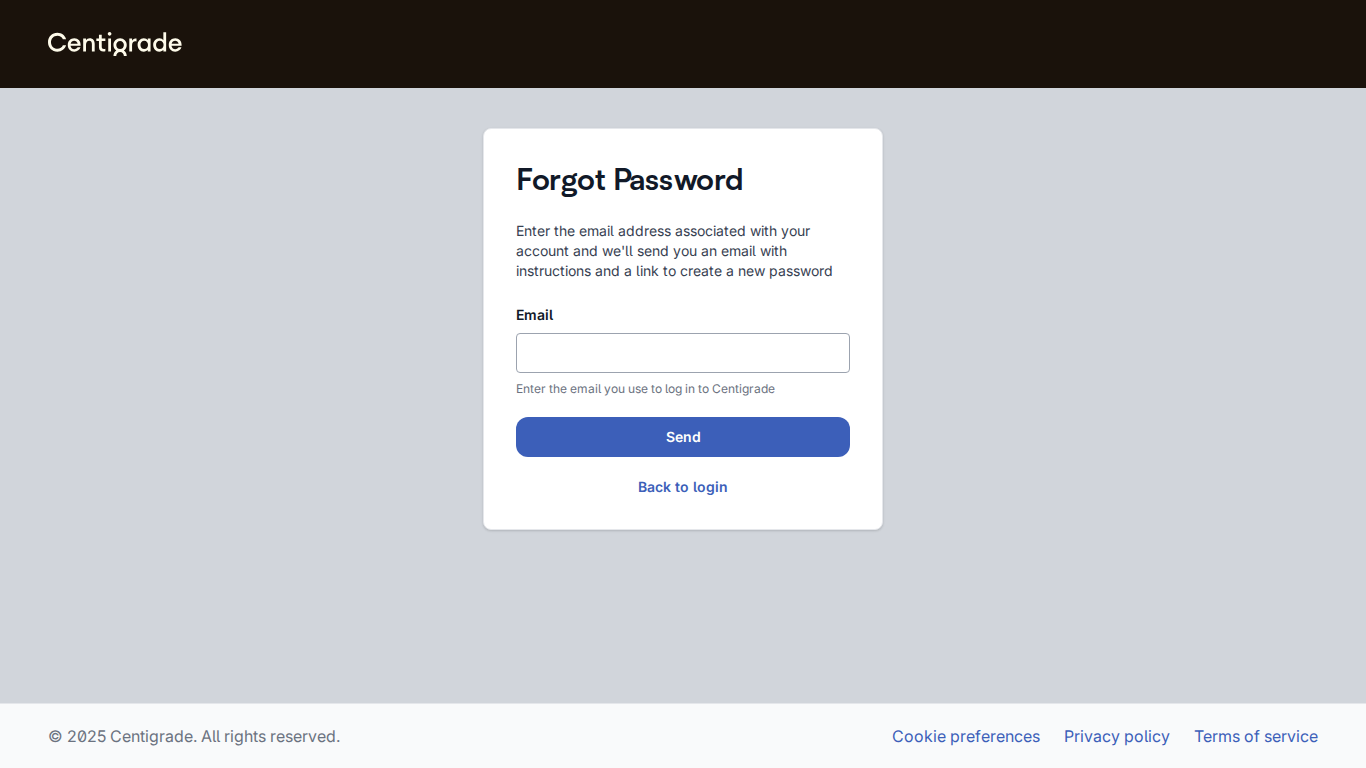 Centigrade
Forgot Password
Enter the email address associated with your
account and we'll send you an email with
instructions and a link to create a new password
Email
Enter the email you use to log in to Centigrade
Send
Back to login
© 2025 Centigrade. All rights reserved.
Cookie preferences
Privacy policy
Terms of service